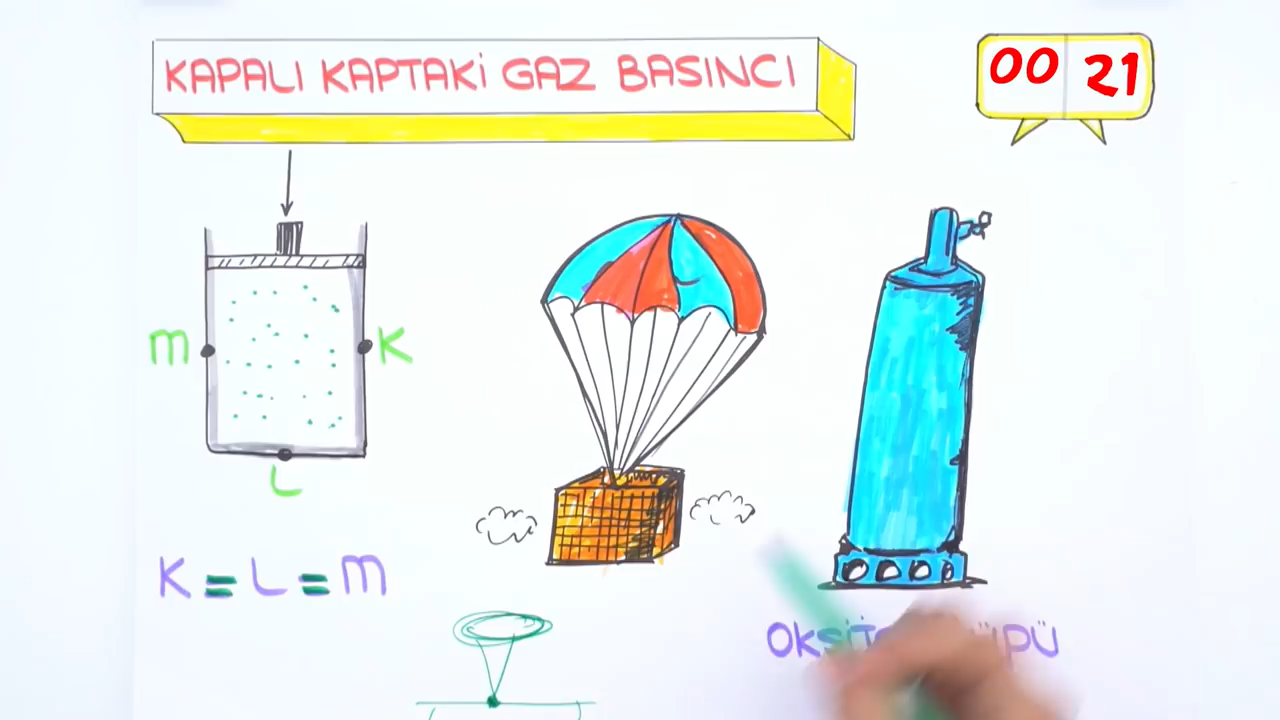 KAPALI KAPTAKİ GAZ BASINCI
00 21
M
K
L
K = L = M